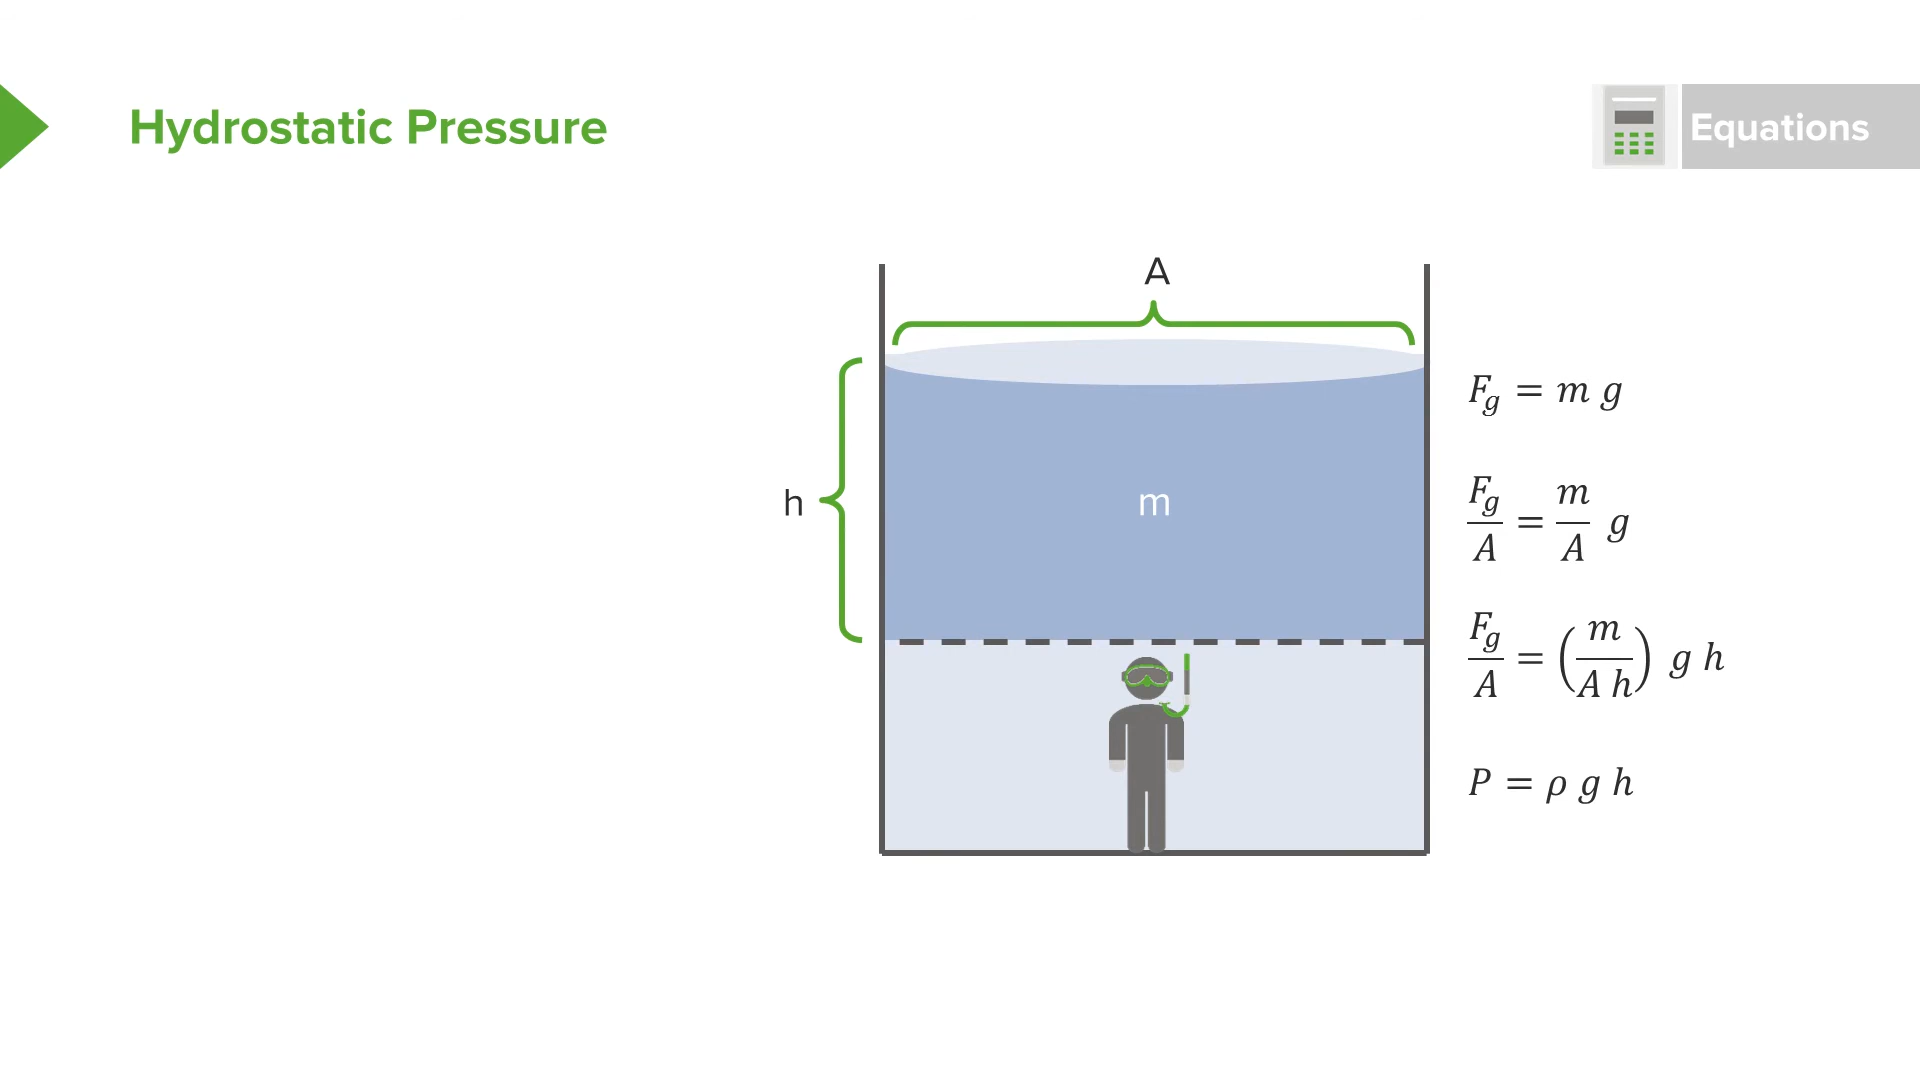 Hydrostatic Pressure
Equations
A
h
m
F_g = m g
F_g/A = m/A g
F_g/A = (m/(A h)) g h
P = ρ g h